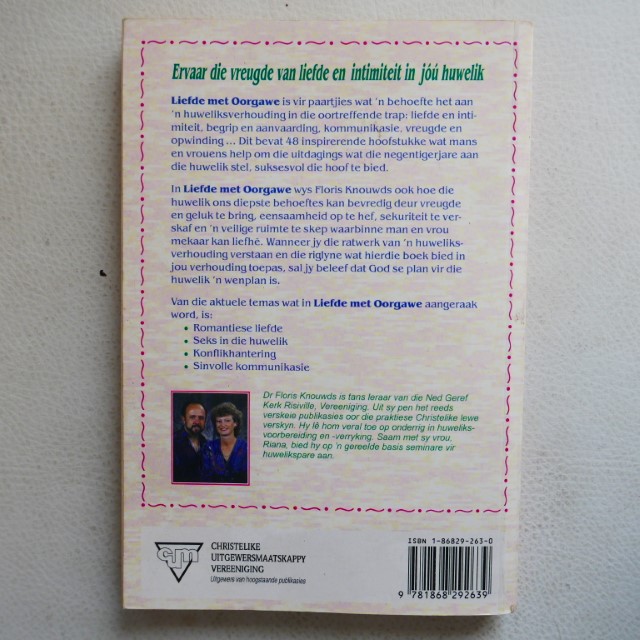 Ervaar die vreugde van liefde en intimiteit in jóú huwelik
Liefde met Oorgawe is vir paartjies wat 'n behoefte het aan
'n huweliksverhouding in die oortreffende trap: liefde en inti-
miteit, begrip en aanvaarding, kommunikasie, vreugde en
opwinding ... Dit bevat 48 inspirerende hoofstukke wat mans
en vrouens help om die uitdagings wat die negentigerjare aan
die huwelik stel, suksesvol die hoof te bied.
In Liefde met Oorgawe wys Floris Knouwds ook hoe die
huwelik ons diepste behoeftes kan bevredig deur vreugde
en geluk te bring, eensaamheid op te hef, sekuriteit te ver-
skaf en 'n veilige ruimte te skep waarbinne man en vrou
mekaar kan liefhê. Wanneer jy die ratwerk van 'n huweliks-
verhouding verstaan en die riglyne wat hierdie boek bied in
jou verhouding toepas, sal jy beleef dat God se plan vir die
huwelik 'n wenplan is.
Van die aktuele temas wat in Liefde met Oorgawe aangeraak
word, is:
• Romantiese liefde
• Seks in die huwelik
• Konflikhantering
• Sinvolle kommunikasie
Dr Floris Knouwds is tans leraar van die Ned Geref
Kerk Risiville, Vereeniging. Uit sy pen het reeds
verskeie publikasies oor die praktiese Christelike lewe
verskyn. Hy lê hom veral toe op onderrig in huweliks-
voorbereiding en -verryking. Saam met sy vrou,
Riana, bied hy op 'n gereelde basis seminare vir
huwelikspare aan.
cum
CHRISTELIKE
UITGEWERSMAATSKAPPY
VEREENIGING
Uitgewers van hoogstaande publikasies
ISBN 1-86829-263-0
9 781868 292639